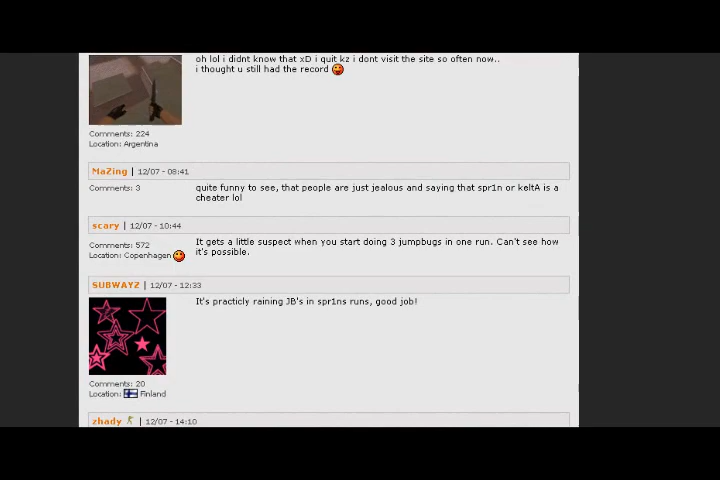 oh lol i didnt know that xD i quit kz i dont visit the site so often now..
i thought u still had the record
Comments: 224
Location: Argentina
MaZing | 12/07 - 08:41
Comments: 3
quite funny to see, that people are just jealous and saying that spr1n or keltA is a
cheater lol
scary | 12/07 - 10:44
Comments: 572
Location: Copenhagen
It gets a little suspect when you start doing 3 jumpbugs in one run. Can't see how
it's possible.
SUBWAYZ | 12/07 - 12:33
It's practicly raining JB's in spr1ns runs, good job!
Comments: 20
Location: Finland
zhady | 12/07 - 14:10